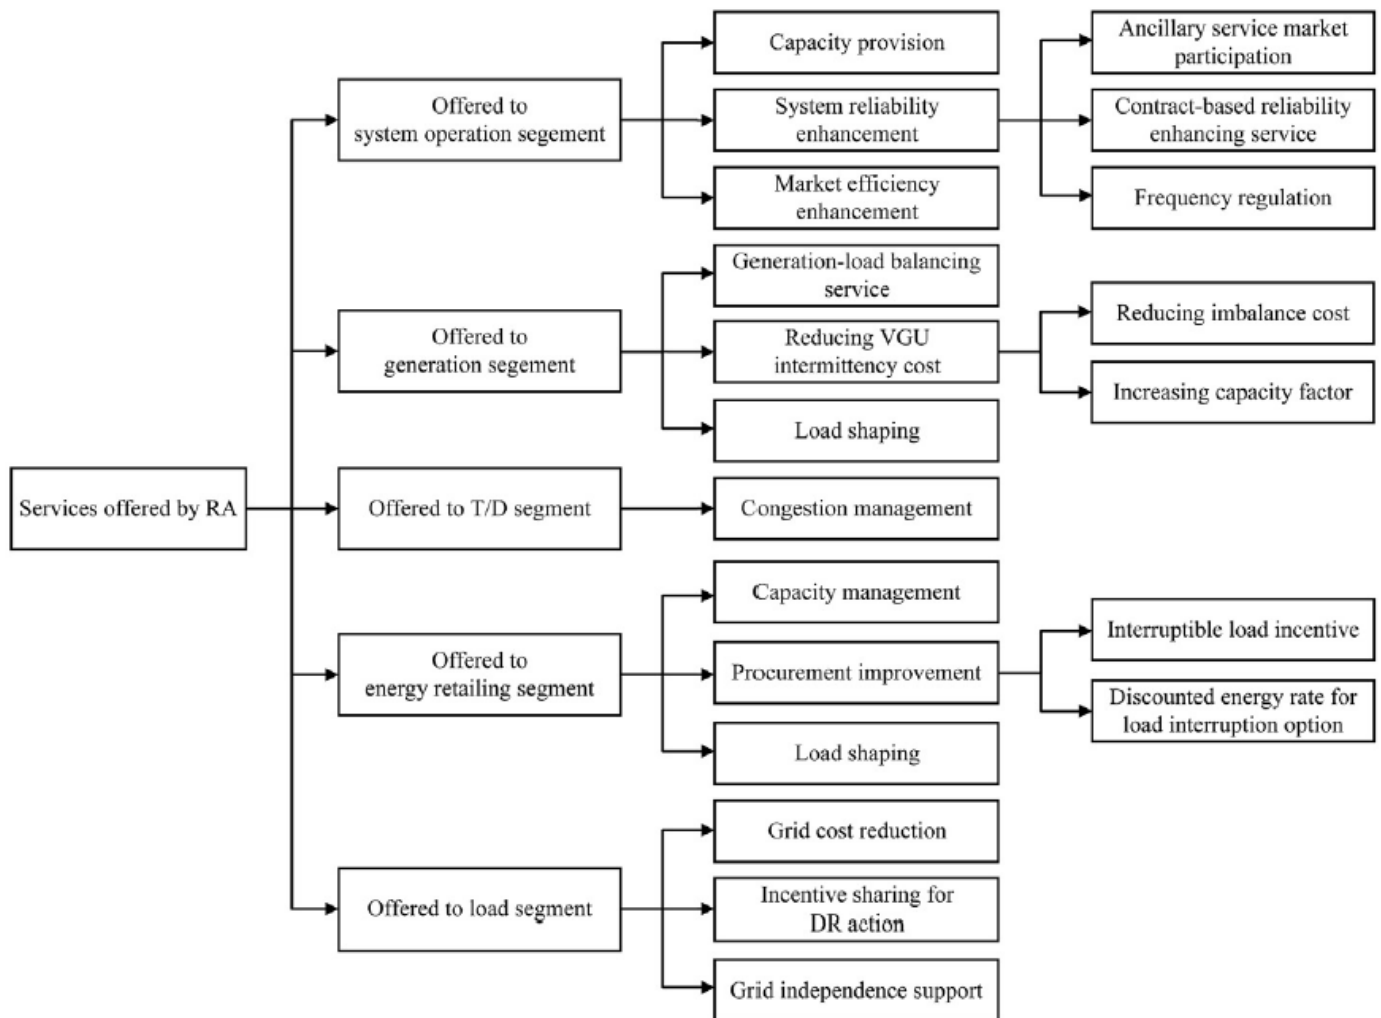 Services offered by RA
Offered to
system operation segement
Capacity provision
System reliability
enhancement
Ancillary service market
participation
Contract-based reliability
enhancing service
Frequency regulation
Market efficiency
enhancement
Offered to
generation segement
Generation-load balancing
service
Reducing VGU
intermittency cost
Reducing imbalance cost
Increasing capacity factor
Load shaping
Offered to T/D segment
Congestion management
Offered to
energy retailing segment
Capacity management
Procurement improvement
Interruptible load incentive
Discounted energy rate for
load interruption option
Load shaping
Offered to load segment
Grid cost reduction
Incentive sharing for
DR action
Grid independence support